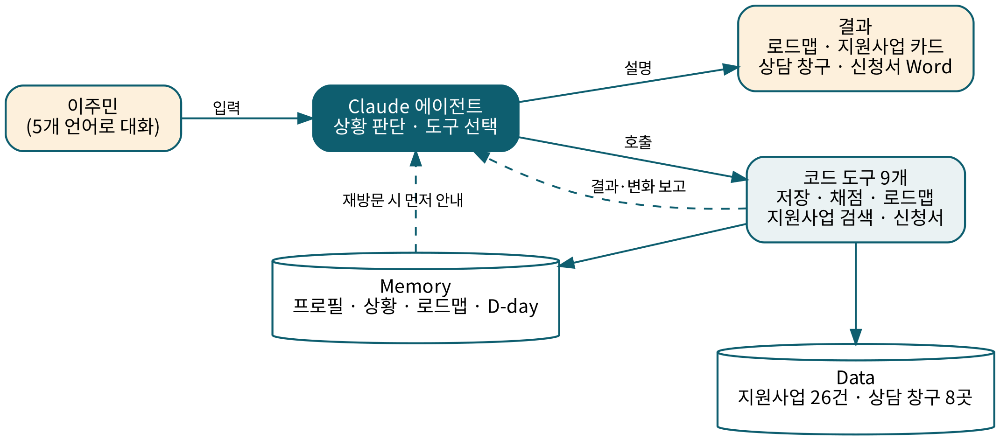 결과
로드맵 · 지원사업 카드
상담 창구 · 신청서 Word
설명
이주민
(5개 언어로 대화)
입력
Claude 에이전트
상황 판단 · 도구 선택
호출
코드 도구 9개
저장 · 채점 · 로드맵
지원사업 검색 · 신청서
결과·변화 보고
재방문 시 먼저 안내
Memory
프로필 · 상황 · 로드맵 · D-day
Data
지원사업 26건 · 상담 창구 8곳